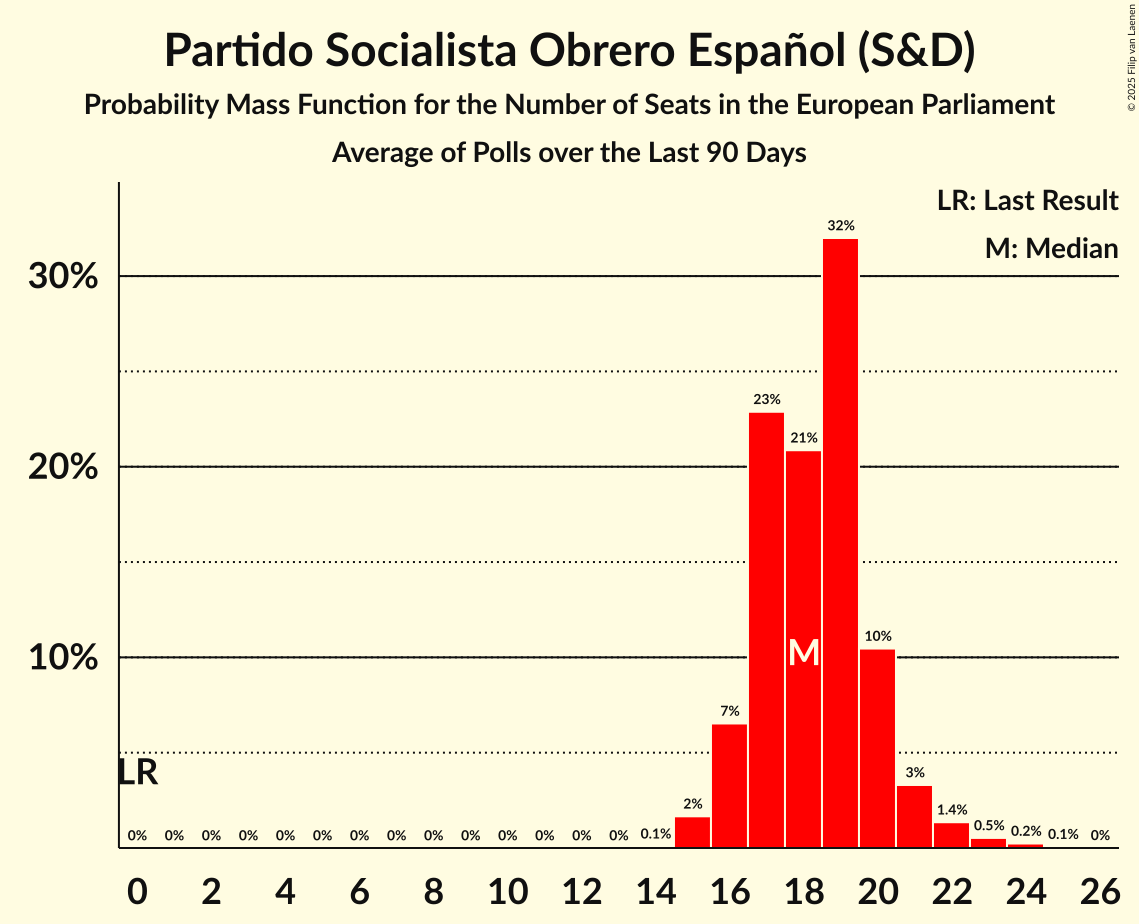 Partido Socialista Obrero Español (S&D)
Probability Mass Function for the Number of Seats in the European Parliament
Average of Polls over the Last 90 Days
© 2025 Filip van Laenen
LR: Last Result
M: Median
30%
20%
10%
32%
23%
21%
10%
7%
3%
2%
1.4%
0.5%
0.2%
0.1%
0%
M
LR
0% 0% 0% 0% 0% 0% 0% 0% 0% 0% 0% 0% 0% 0% 0.1%
0 2 4 6 8 10 12 14 16 18 20 22 24 26